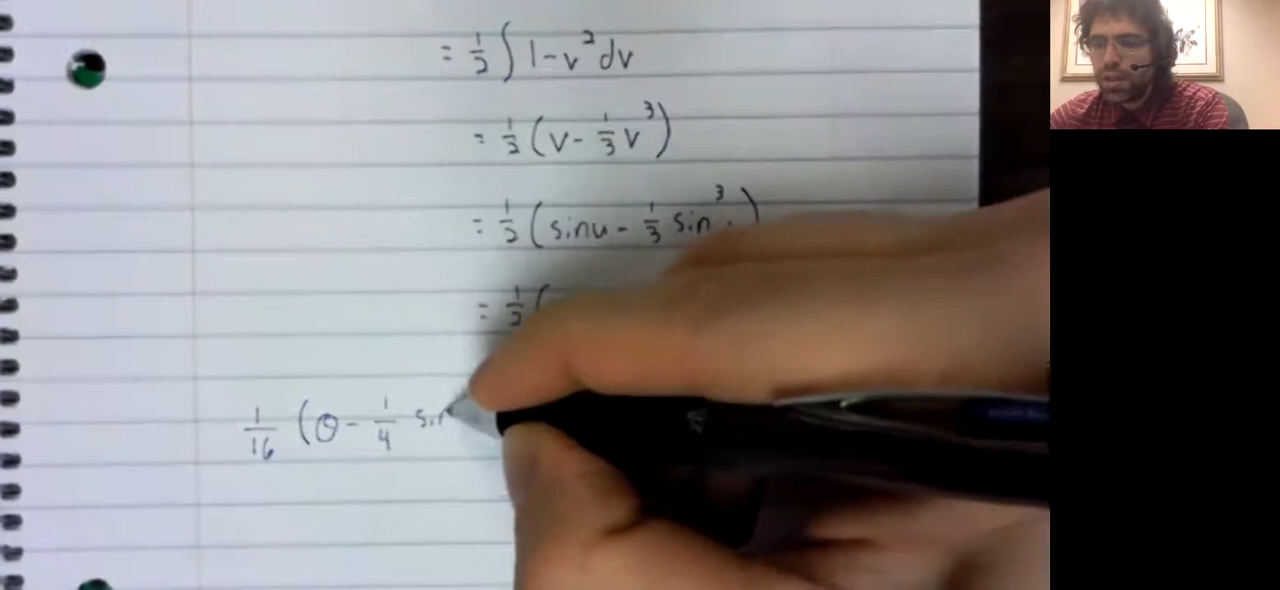 = 1/2 ∫ 1-v² dv
= 1/2 (v - 1/3 v³)
= 1/2 (sin u - 1/3 sin³ )
= 1/2 (
1/16 (θ - 1/4 sin